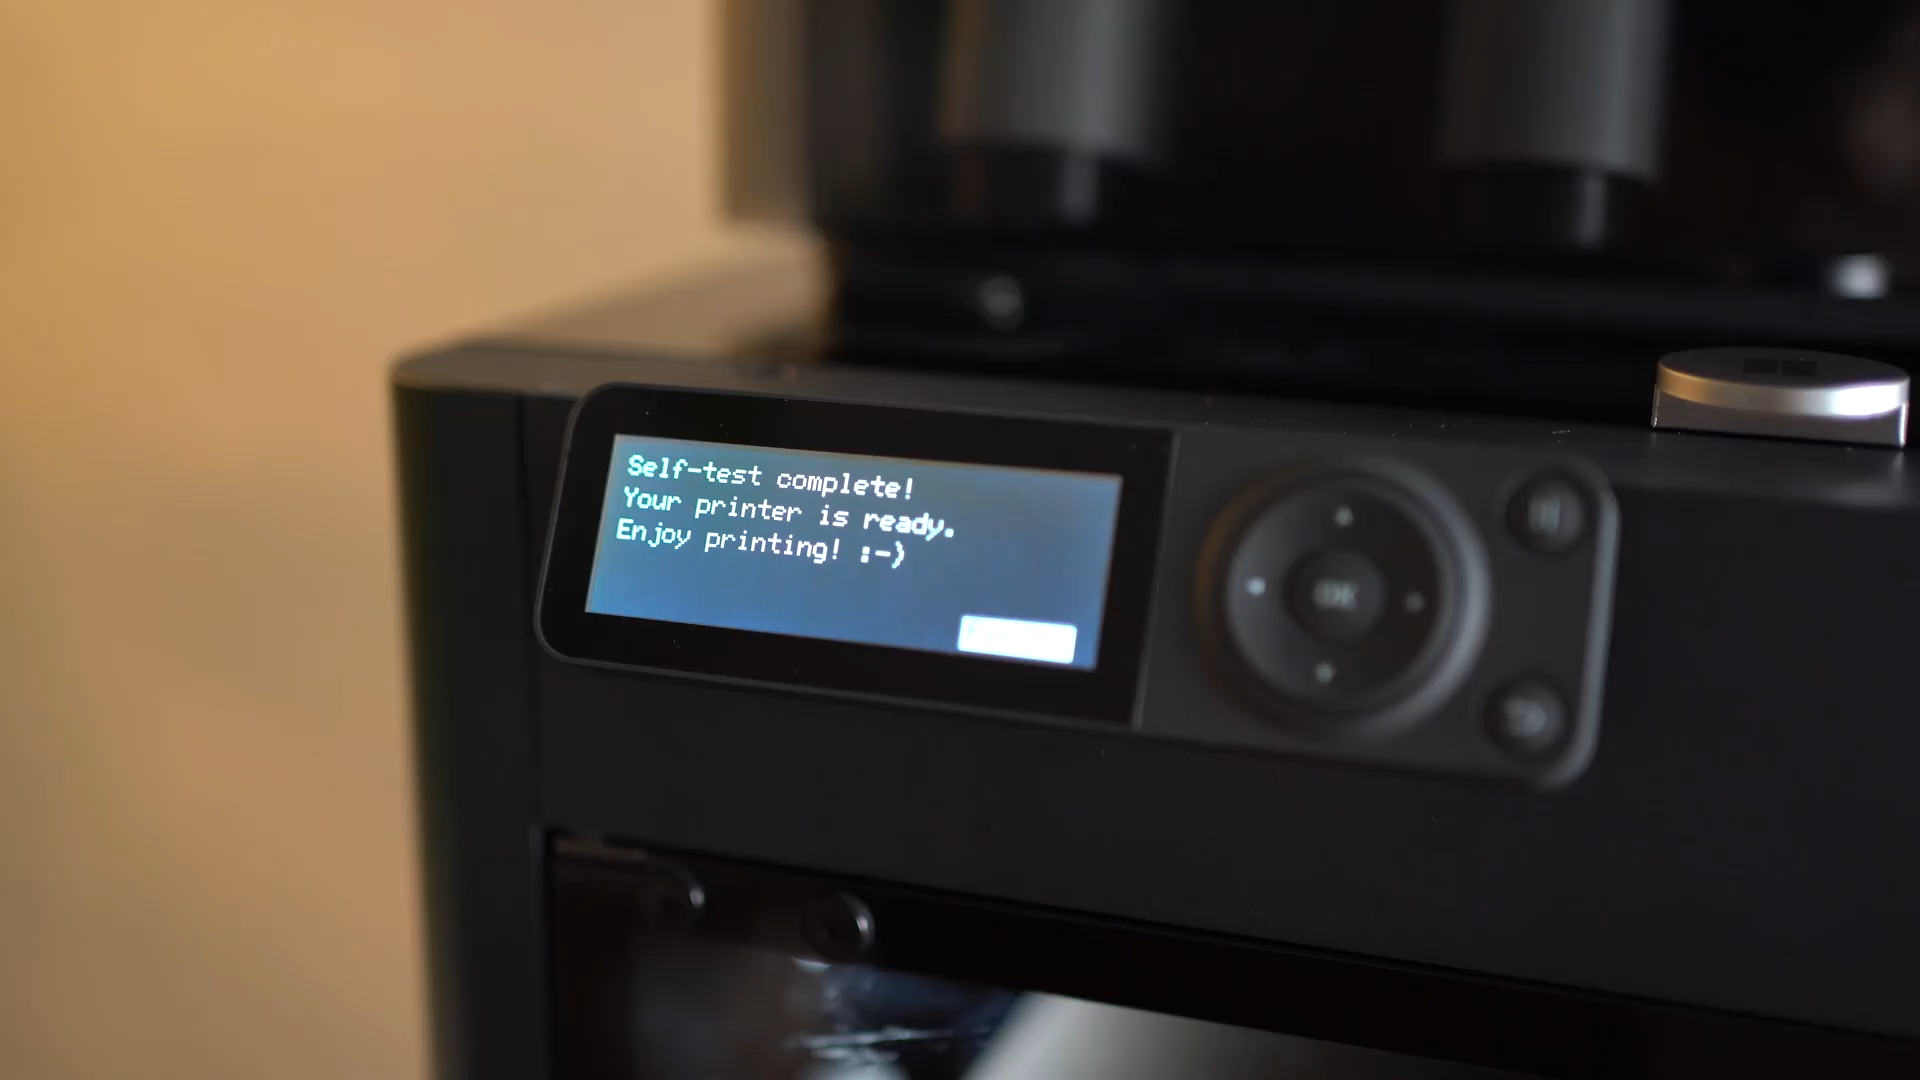 Self-test complete!
Your printer is ready.
Enjoy printing! :-)
OK